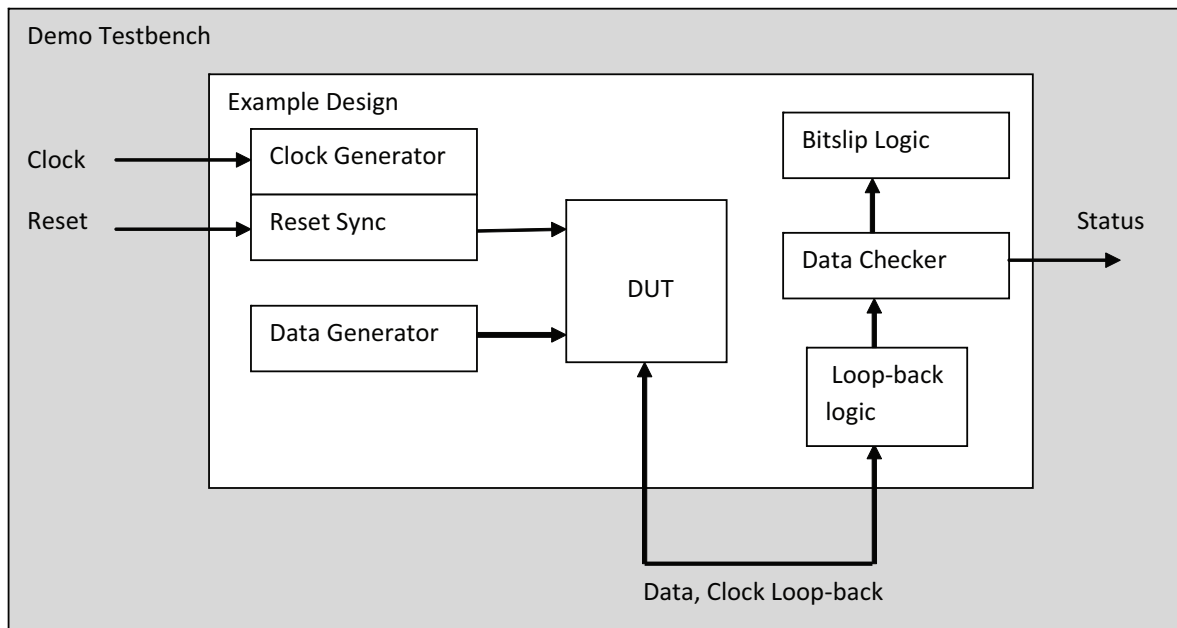 Demo Testbench
Example Design
Clock
Clock Generator
Reset
Reset Sync
Data Generator
DUT
Bitslip Logic
Data Checker
Status
Loop-back
logic
Data, Clock Loop-back